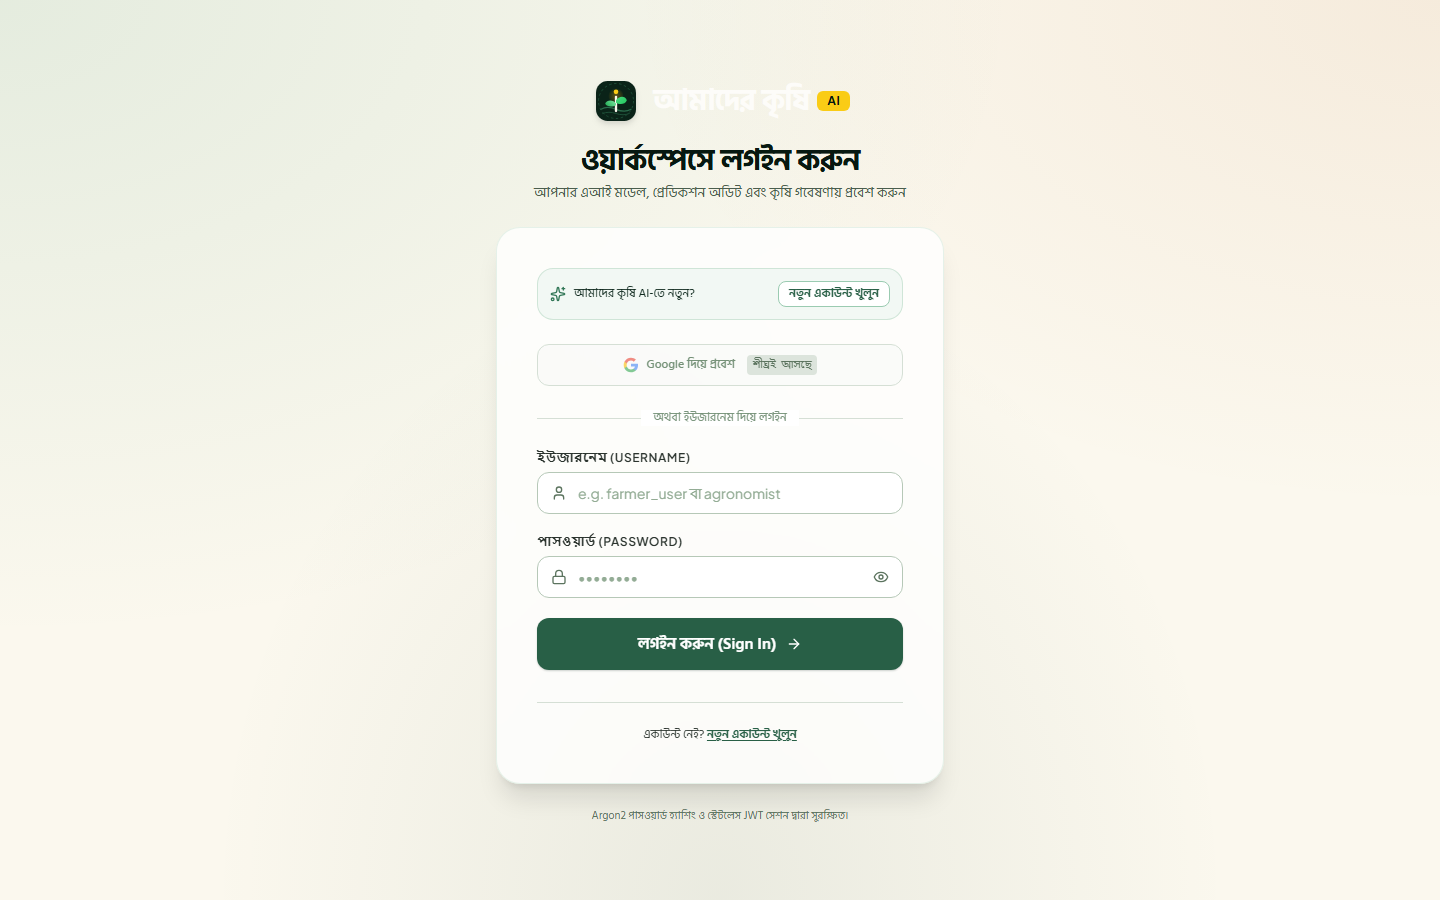 আমাদের কৃষি AI
ওয়ার্কস্পেসে লগইন করুন
আপনার এআই মডেল, প্রেডিকশন অডিট এবং কৃষি গবেষণায় প্রবেশ করুন
আমাদের কৃষি AI-তে নতুন? নতুন একাউন্ট খুলুন
Google দিয়ে প্রবেশ শীঘ্রই আসছে
অথবা ইউজারনেম দিয়ে লগইন
ইউজারনেম (USERNAME)
e.g. farmer_user বা agronomist
পাসওয়ার্ড (PASSWORD)
••••••••
লগইন করুন (Sign In) →
একাউন্ট নেই? নতুন একাউন্ট খুলুন
Argon2 পাসওয়ার্ড হ্যাশিং ও স্টেটলেস JWT সেশন দ্বারা সুরক্ষিত।